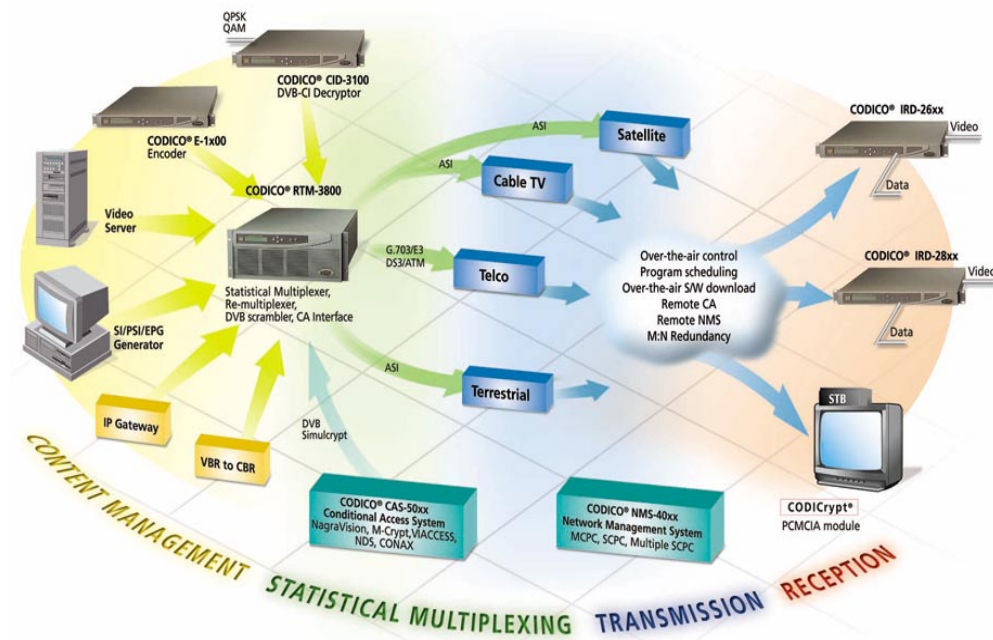 QPSK
QAM
CODICO® CID-3100
DVB-CI Decryptor
CODICO® E-1x00
Encoder
CODICO® RTM-3800
Video
Server
Statistical Multiplexer,
Re-multiplexer,
DVB scrambler, CA Interface
SI/PSI/EPG
Generator
IP Gateway
VBR to CBR
DVB
Simulcrypt
ASI
Satellite
ASI
Cable TV
G.703/E3
DS3/ATM
Telco
ASI
Terrestrial
Over-the-air control
Program scheduling
Over-the-air S/W download
Remote CA
Remote NMS
M:N Redundancy
CODICO® IRD-26xx
Video
Data
CODICO® IRD-28xx
Video
Data
STB
CODICrypt®
PCMCIA module
CODICO® CAS-50xx
Conditional Access System
NagraVision, M-Crypt,VIACCESS,
NDS, CONAX
CODICO® NMS-40xx
Network Management System
MCPC, SCPC, Multiple SCPC
CONTENT MANAGEMENT
STATISTICAL MULTIPLEXING
TRANSMISSION
RECEPTION